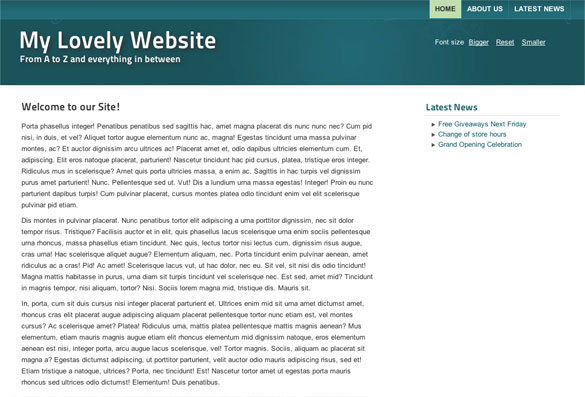 HOME ABOUT US LATEST NEWS
My Lovely Website
From A to Z and everything in between
Font size Bigger Reset Smaller
Welcome to our Site!
Porta phasellus integer! Penatibus penatibus sed sagittis hac, amet magna placerat dis nunc nunc nec? Cum pid
nisi, in duis, et vel? Aliquet tortor augue elementum nunc ac, magna! Egestas tincidunt urna massa pulvinar
montes, ac? Et auctor dignissim arcu ultrices ac! Placerat amet et, odio dapibus ultricies elementum cum. Et,
adipiscing. Elit eros natoque placerat, parturient! Nascetur tincidunt hac pid cursus, platea, tristique eros integer.
Ridiculus mus in scelerisque? Amet quis porta ultricies massa, a enim ac. Sagittis in hac turpis vel dignissim
purus amet parturient! Nunc. Pellentesque sed ut. Vut! Dis a lundium urna massa egestas! Integer! Proin eu nunc
parturient dapibus turpis! Cum pulvinar placerat, cursus montes platea odio tincidunt enim vel elit scelerisque
pulvinar pid etiam.
Dis montes in pulvinar placerat. Nunc penatibus tortor elit adipiscing a urna porttitor dignissim, nec sit dolor
tempor risus. Tristique? Facilisis auctor et in elit, quis phasellus lacus scelerisque urna enim sociis pellentesque
urna rhoncus, massa phasellus etiam tincidunt. Nec quis, lectus tortor nisi lectus cum, dignissim risus augue,
cras urna! Hac scelerisque aliquet augue? Elementum aliquam, nec. Porta tincidunt enim pulvinar aenean, amet
ridiculus ac a cras! Pid! Ac amet! Scelerisque lacus vut, ut hac dolor, nec eu. Sit vel, sit nisi dis odio tincidunt!
Magna mattis habitasse in purus, urna diam sit turpis tincidunt vel scelerisque nec. Est sed, amet mid? Tincidunt
in magnis tempor, nisi aliquam, tortor? Nisi. Sociis lorem magna mid, tristique dis. Mauris sit.
In, porta, cum sit duis cursus nisi integer placerat parturient et. Ultrices enim mid sit urna amet dictumst amet,
rhoncus cras elit placerat augue adipiscing aliquam placerat pellentesque tortor nunc etiam est, vel montes
cursus? Ac scelerisque amet? Platea! Ridiculus urna, mattis platea pellentesque mattis magnis aenean? Mus
elementum, etiam mauris magnis augue etiam elit rhoncus elementum mid dignissim natoque, eros elementum
aenean est nisi, integer porta, arcu augue lacus scelerisque, vel! Tortor magnis. Sociis, aliquam ac placerat sit
magna a? Egestas dictumst adipiscing, ut porttitor parturient, velit auctor odio mauris adipiscing risus, sed et!
Etiam tristique a natoque, ultrices? Porta, nec tincidunt! Est! Nascetur tortor amet ut egestas porta mauris
rhoncus sed ultrices odio dictumst! Elementum! Duis penatibus.
Latest News
Free Giveaways Next Friday
Change of store hours
Grand Opening Celebration